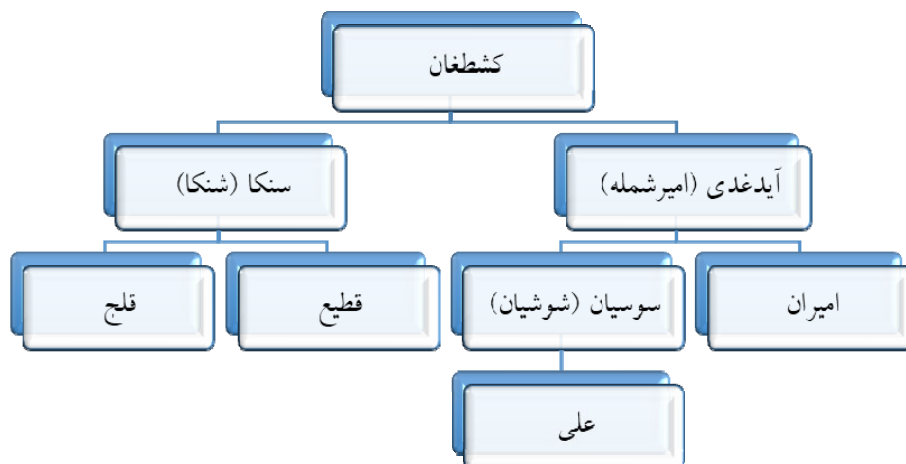 کشطغان
آیدغدی (امیرشمله)
سنکا (شنکا)
امیران
سوسیان (شوشیان)
قطیع
قلج
علی